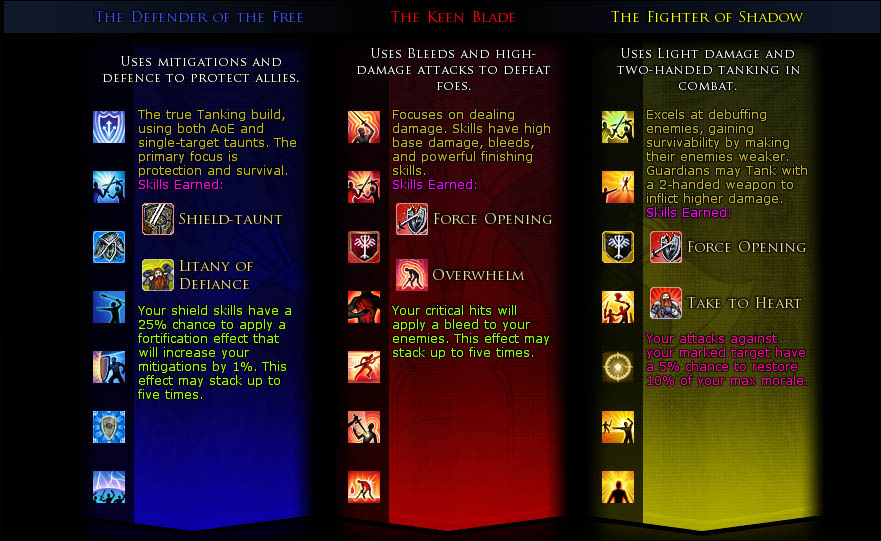 The Defender of the Free
Uses mitigations and
defence to protect allies.
The true Tanking build,
using both AoE and
single-target taunts. The
primary focus is
protection and survival.
Skills Earned:
Shield-taunt
Litany of
Defiance
Your shield skills have a
25% chance to apply a
fortification effect that
will increase your
mitigations by 1%. This
effect may stack up to
five times.
The Keen Blade
Uses Bleeds and high-
damage attacks to defeat
foes.
Focuses on dealing
damage. Skills have high
base damage, bleeds,
and powerful finishing
skills.
Skills Earned:
Force Opening
Overwhelm
Your critical hits will
apply a bleed to your
enemies. This effect may
stack up to five times.
The Fighter of Shadow
Uses Light damage and
two-handed tanking in
combat.
Excels at debuffing
enemies, gaining
survivability by making
their enemies weaker.
Guardians may Tank with
a 2-handed weapon to
inflict higher damage.
Skills Earned:
Force Opening
Take to Heart
Your attacks against
your marked target have
a 5% chance to restore
10% of your max morale.